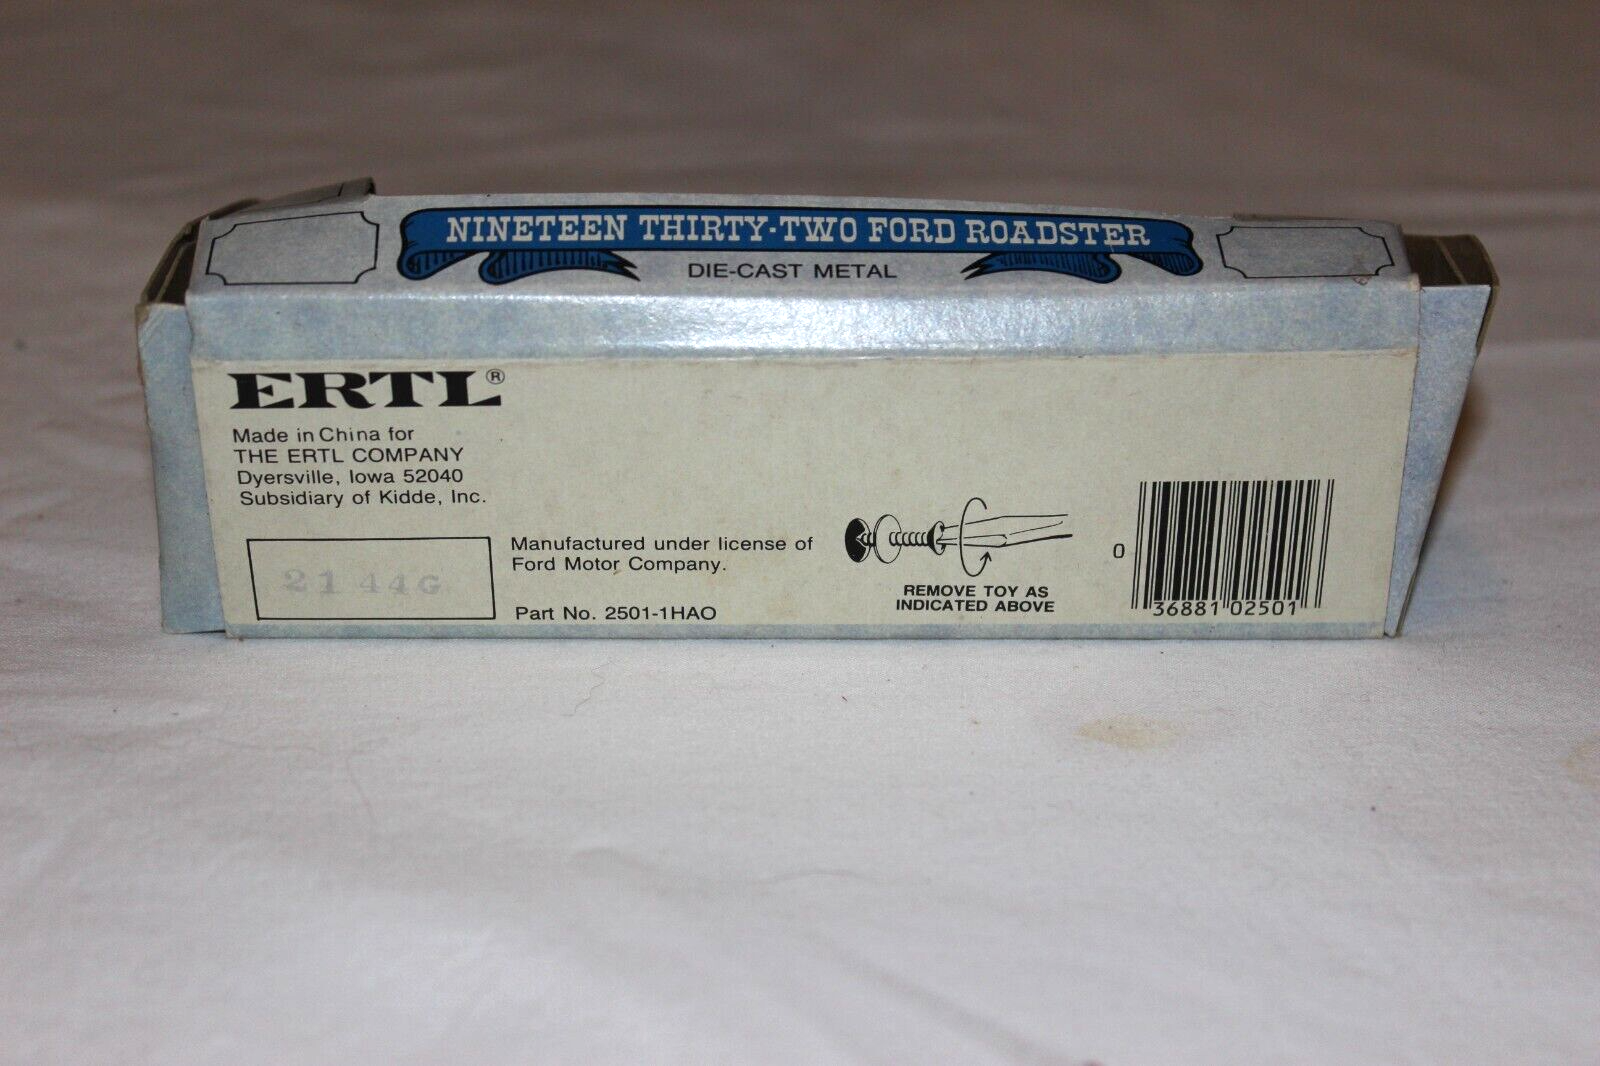 NINETEEN THIRTY-TWO FORD ROADSTER
DIE-CAST METAL
ERTL®
Made in China for
THE ERTL COMPANY
Dyersville, Iowa 52040
Subsidiary of Kidde, Inc.
2144G
Manufactured under license of
Ford Motor Company.
Part No. 2501-1HAO
REMOVE TOY AS
INDICATED ABOVE
0 36881 02501